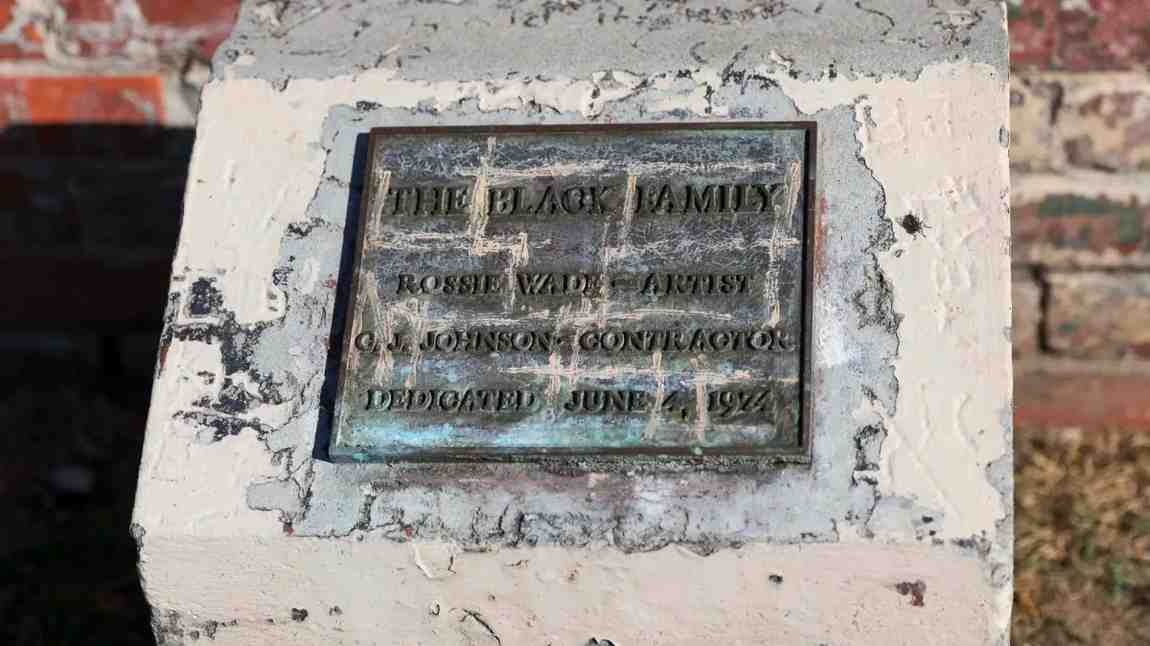 THE BLACK FAMILY
ROSSIE WADE · ARTIST
C. J. JOHNSON · CONTRACTOR
DEDICATED JUNE 4, 1974